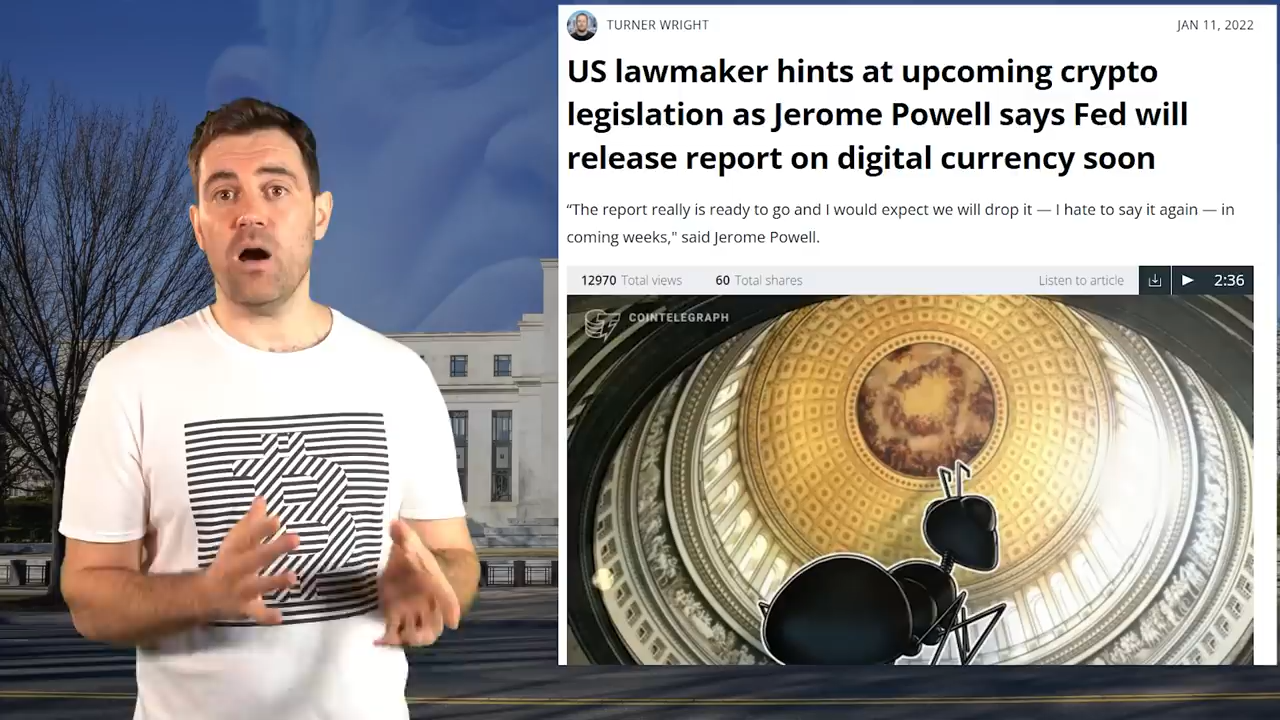 TURNER WRIGHT
JAN 11, 2022
US lawmaker hints at upcoming crypto
legislation as Jerome Powell says Fed will
release report on digital currency soon
“The report really is ready to go and I would expect we will drop it — I hate to say it again — in
coming weeks," said Jerome Powell.
12970 Total views
60 Total shares
Listen to article
2:36
COINTELEGRAPH